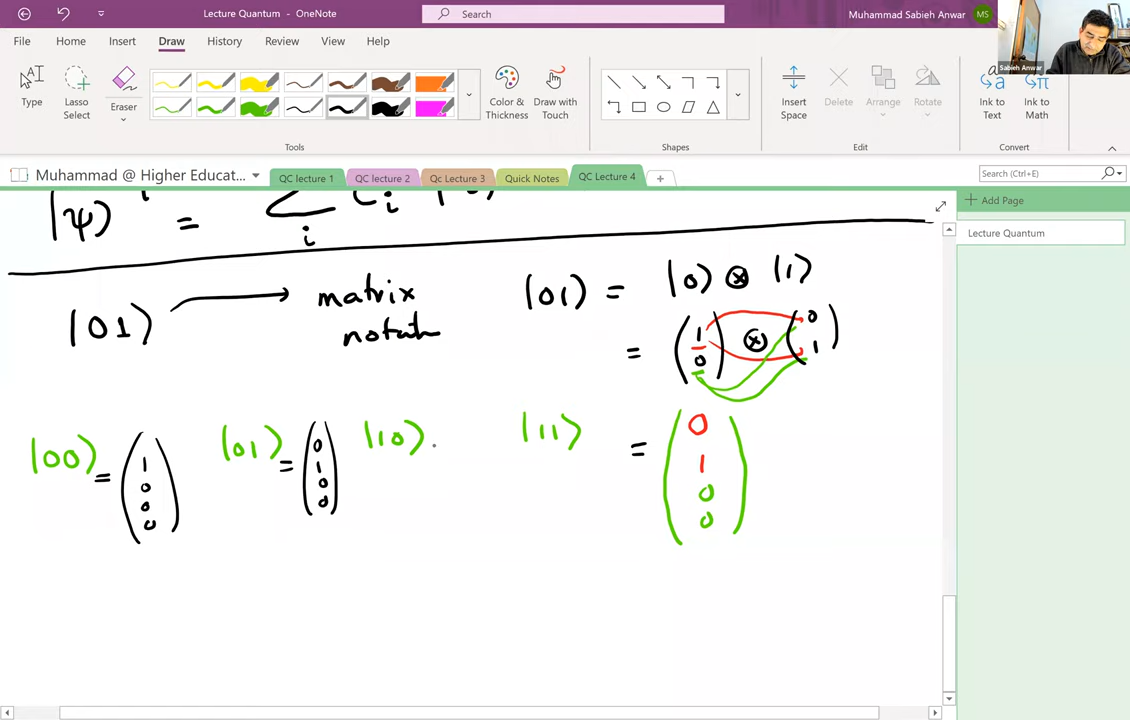 Lecture Quantum - OneNote
Search
Muhammad Sabieh Anwar
MS
Sabieh Anwar
File Home Insert Draw History Review View Help
Type
Lasso Select
Eraser
Color & Thickness
Draw with Touch
Insert Space
Delete
Arrange
Rotate
Ink to Text
Ink to Math
Tools
Shapes
Edit
Convert
Muhammad @ Higher Educat...
QC lecture 1
QC lecture 2
Qc Lecture 3
Quick Notes
QC Lecture 4
Search (Ctrl+E)
Add Page
Lecture Quantum
|ψ⟩ = Σ
i
|01⟩ → matrix
notatn
|01⟩ = |0⟩ ⊗ |1⟩
= (1 0) ⊗ (0 1)
|00⟩ = (1 0 0 0)
|01⟩ = (0 1 0 0)
|10⟩
|11⟩
= (0 1 0 0)